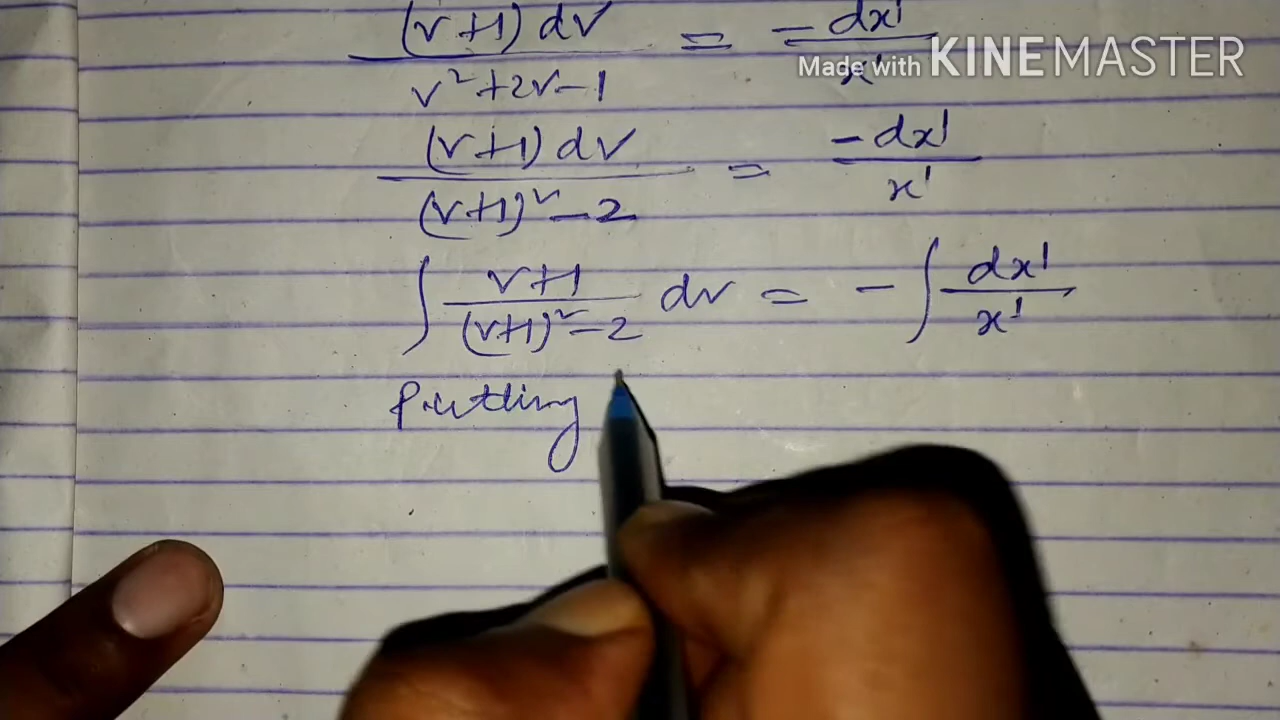 (v+1) dv / v²+2v-1 = -dx' / x'
Made with KINEMASTER
(v+1) dv / (v+1)²-2 = -dx' / x'
∫ v+1 / (v+1)²-2 dv = -∫ dx' / x'
Putting